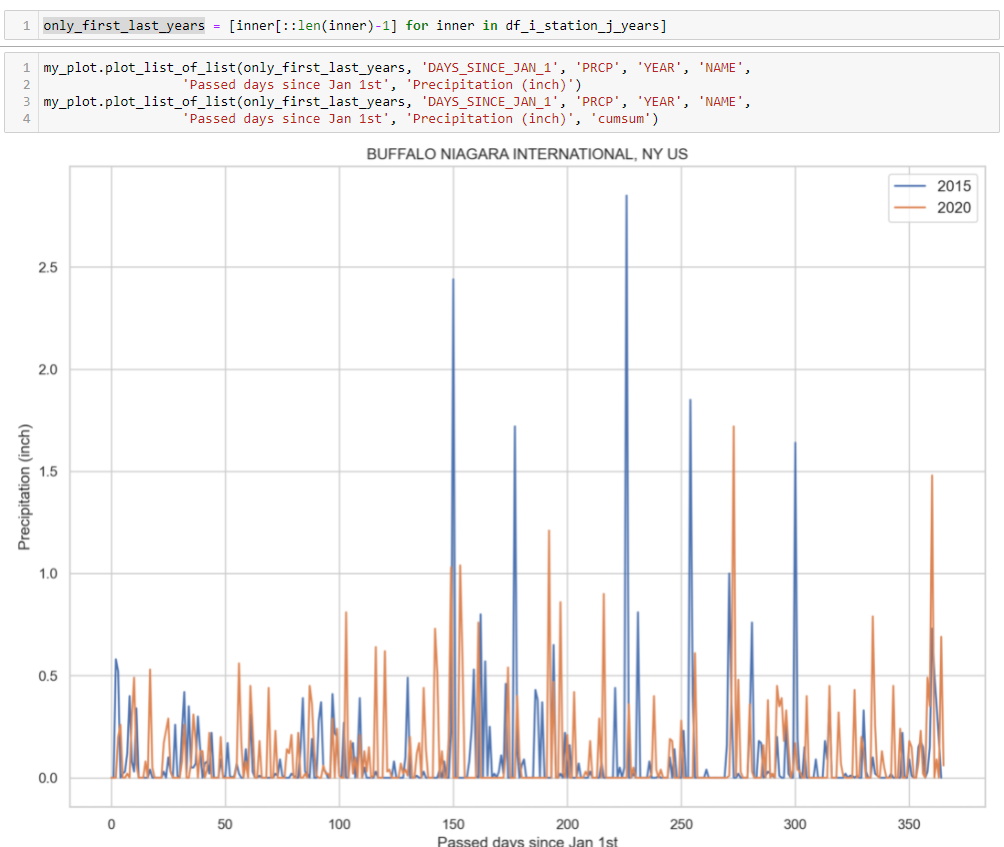 1 only_first_last_years = [inner[::len(inner)-1] for inner in df_i_station_j_years]
1 my_plot.plot_list_of_list(only_first_last_years, 'DAYS_SINCE_JAN_1', 'PRCP', 'YEAR', 'NAME',
2 'Passed days since Jan 1st', 'Precipitation (inch)')
3 my_plot.plot_list_of_list(only_first_last_years, 'DAYS_SINCE_JAN_1', 'PRCP', 'YEAR', 'NAME',
4 'Passed days since Jan 1st', 'Precipitation (inch)', 'cumsum')
BUFFALO NIAGARA INTERNATIONAL, NY US
2015
2020
2.5
2.0
1.5
1.0
0.5
0.0
Precipitation (inch)
0 50 100 150 200 250 300 350
Passed days since Jan 1st